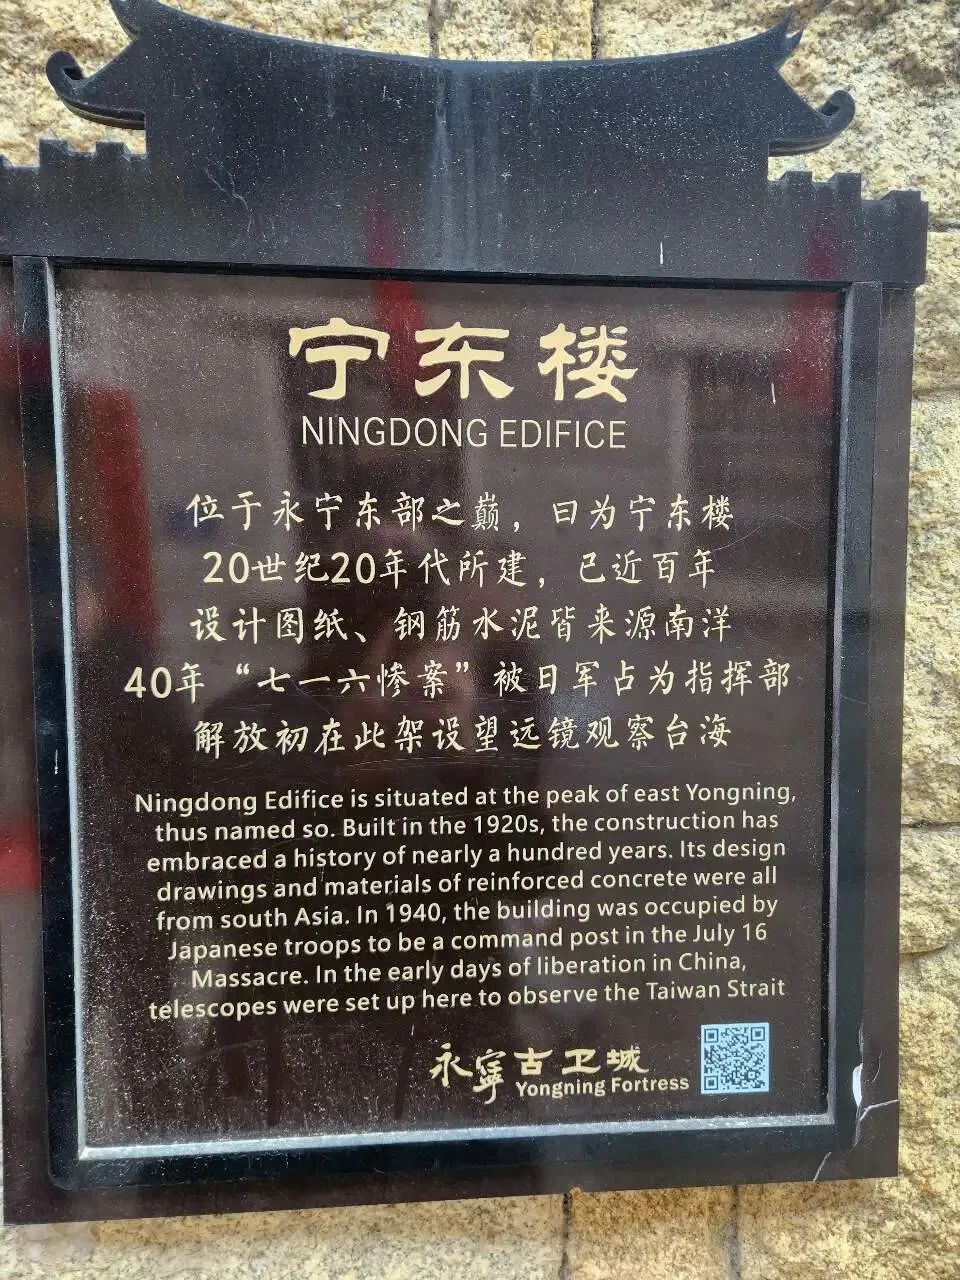 宁东楼
NINGDONG EDIFICE
位于永宁东部之巅，曰为宁东楼
20世纪20年代所建，已近百年
设计图纸、钢筋水泥皆来源南洋
40年“七一六惨案”被日军占为指挥部
解放初在此架设望远镜观察台海
Ningdong Edifice is situated at the peak of east Yongning,
thus named so. Built in the 1920s, the construction has
embraced a history of nearly a hundred years. Its design
drawings and materials of reinforced concrete were all
from south Asia. In 1940, the building was occupied by
Japanese troops to be a command post in the July 16
Massacre. In the early days of liberation in China,
telescopes were set up here to observe the Taiwan Strait
永寧古卫城
Yongning Fortress